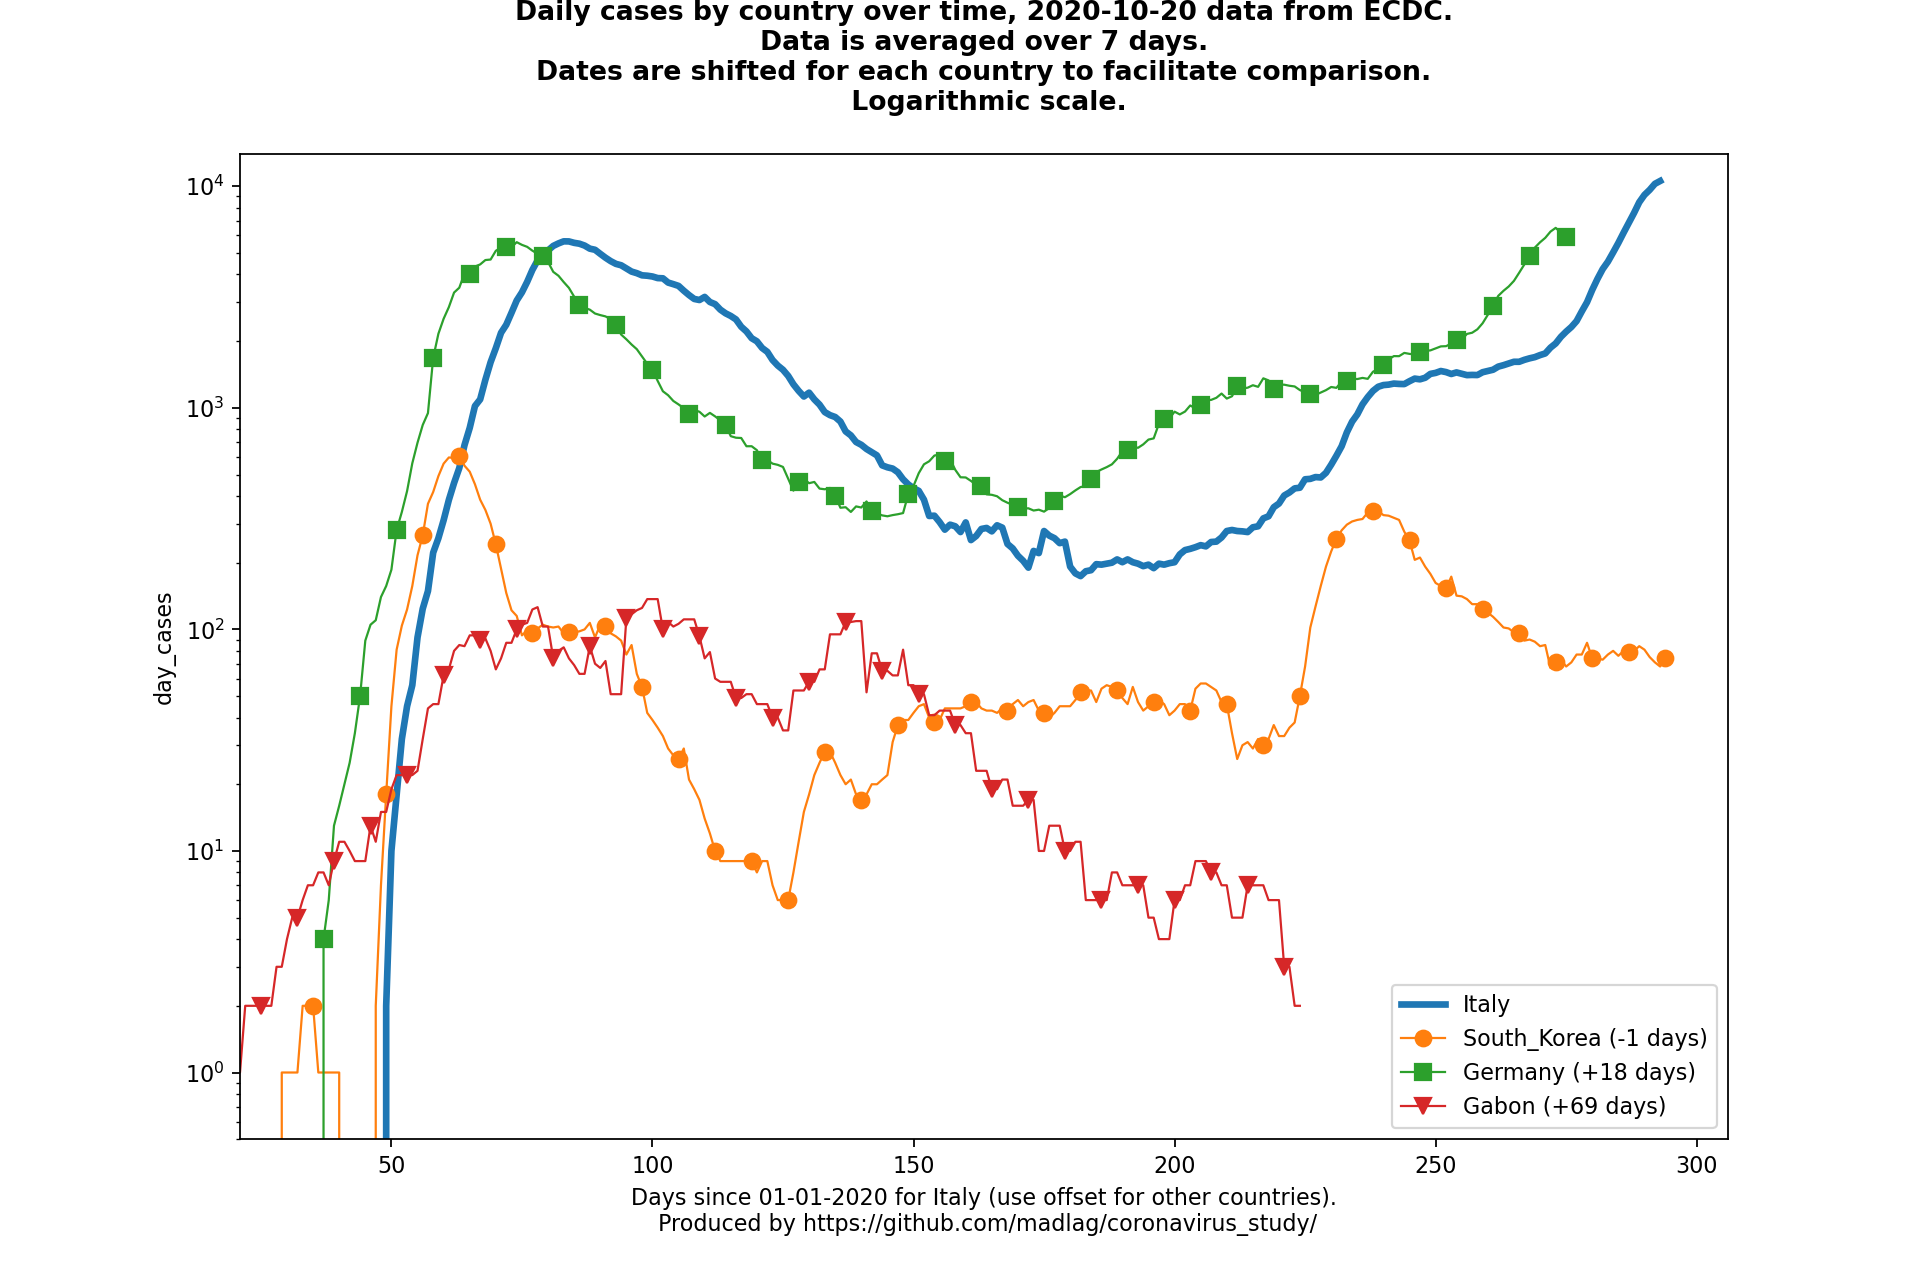 Daily cases by country over time, 2020-10-20 data from ECDC.
Data is averaged over 7 days.
Dates are shifted for each country to facilitate comparison.
Logarithmic scale.
10^4
10^3
10^2
10^1
10^0
day_cases
Italy
South_Korea (-1 days)
Germany (+18 days)
Gabon (+69 days)
50 100 150 200 250 300
Days since 01-01-2020 for Italy (use offset for other countries).
Produced by https://github.com/madlag/coronavirus_study/